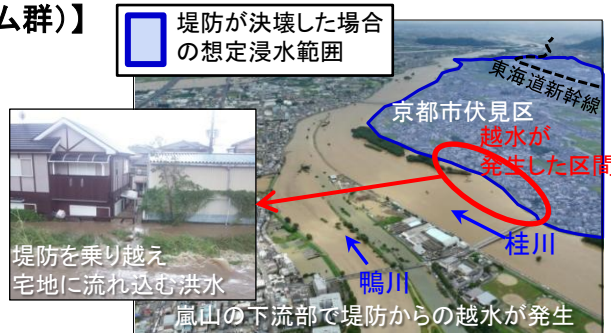 ム群）】
堤防が決壊した場合
の想定浸水範囲
東海道新幹線
京都市伏見区
越水が
発生した区間
桂川
鴨川
堤防を乗り越え
宅地に流れ込む洪水
嵐山の下流部で堤防からの越水が発生